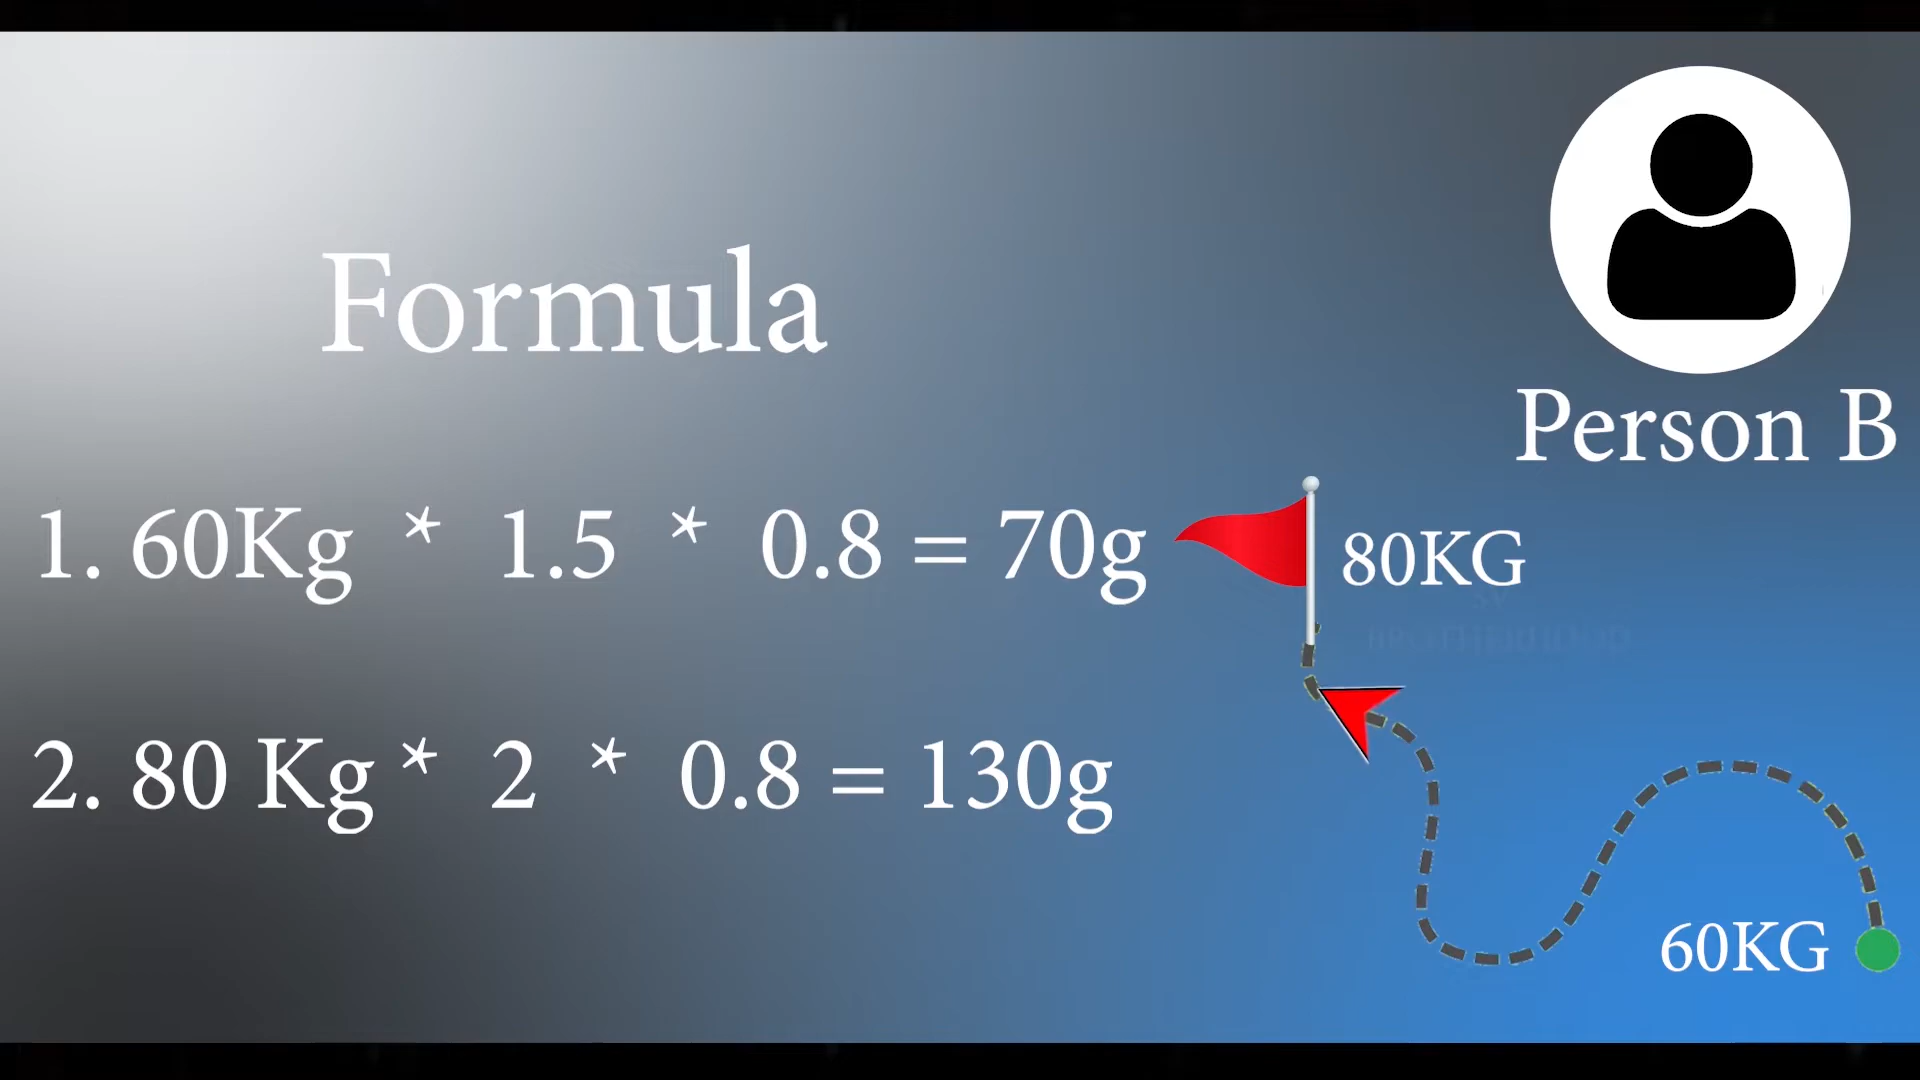 Formula
Person B
1. 60Kg * 1.5 * 0.8 = 70g
80KG
2. 80 Kg * 2 * 0.8 = 130g
60KG